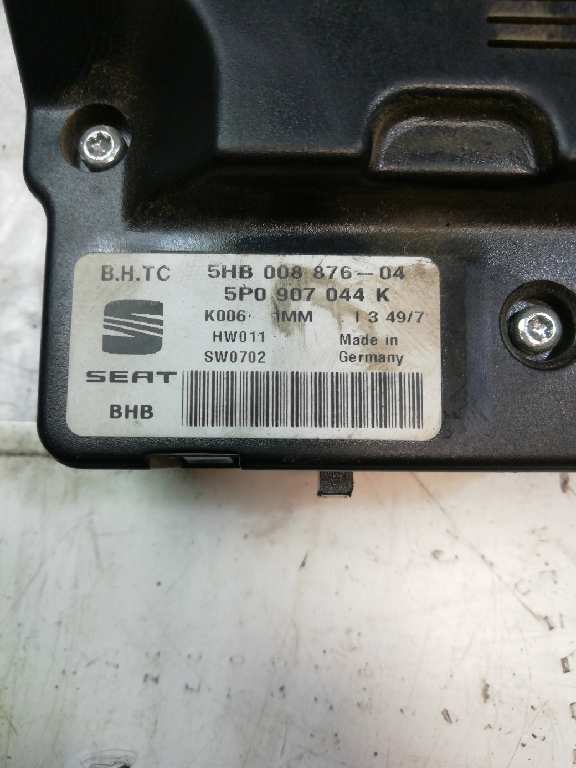 B.H.TC 5HB 008 876-04
5P0 907 044 K
K006 1MM I 3 49/7
HW011 Made in
SW0702 Germany
SEAT
BHB